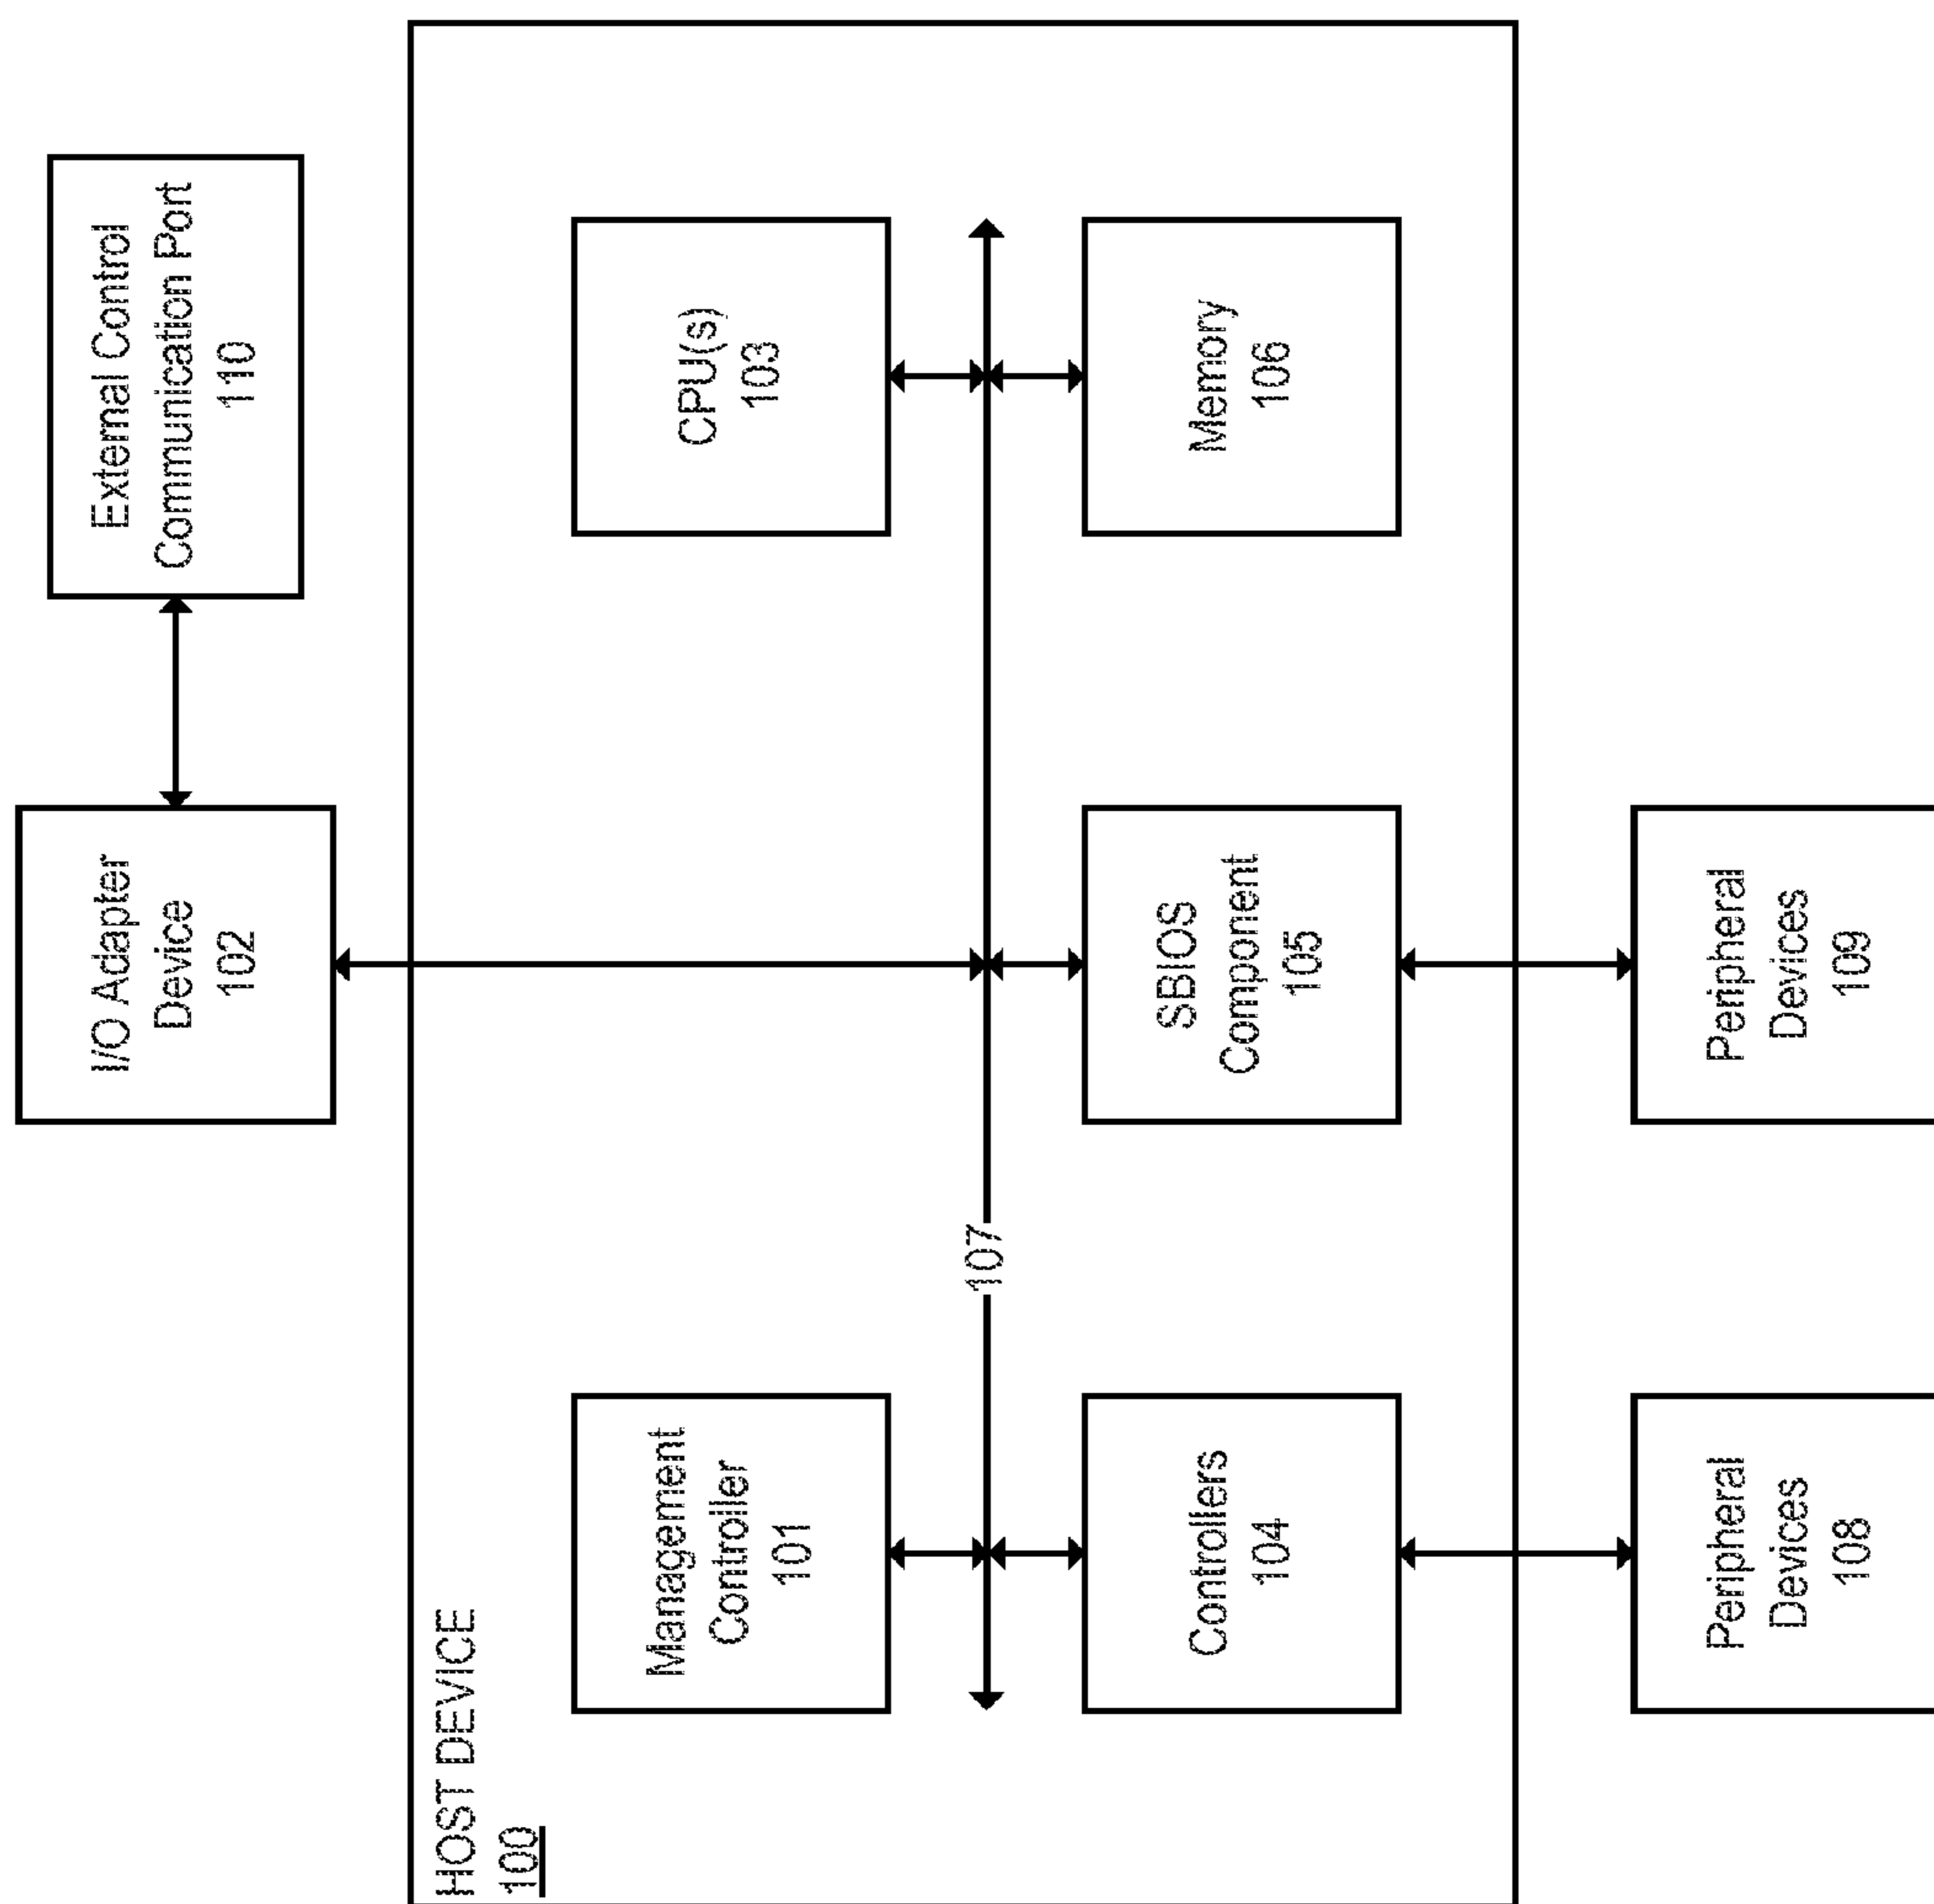 External Control
Communication Port
110
I/O Adapter
Device
102
HOST DEVICE
100
CPU(s)
103
Management
Controller
101
107
Memory
106
SBIOS
Component
105
Controllers
104
Peripheral
Devices
109
Peripheral
Devices
108